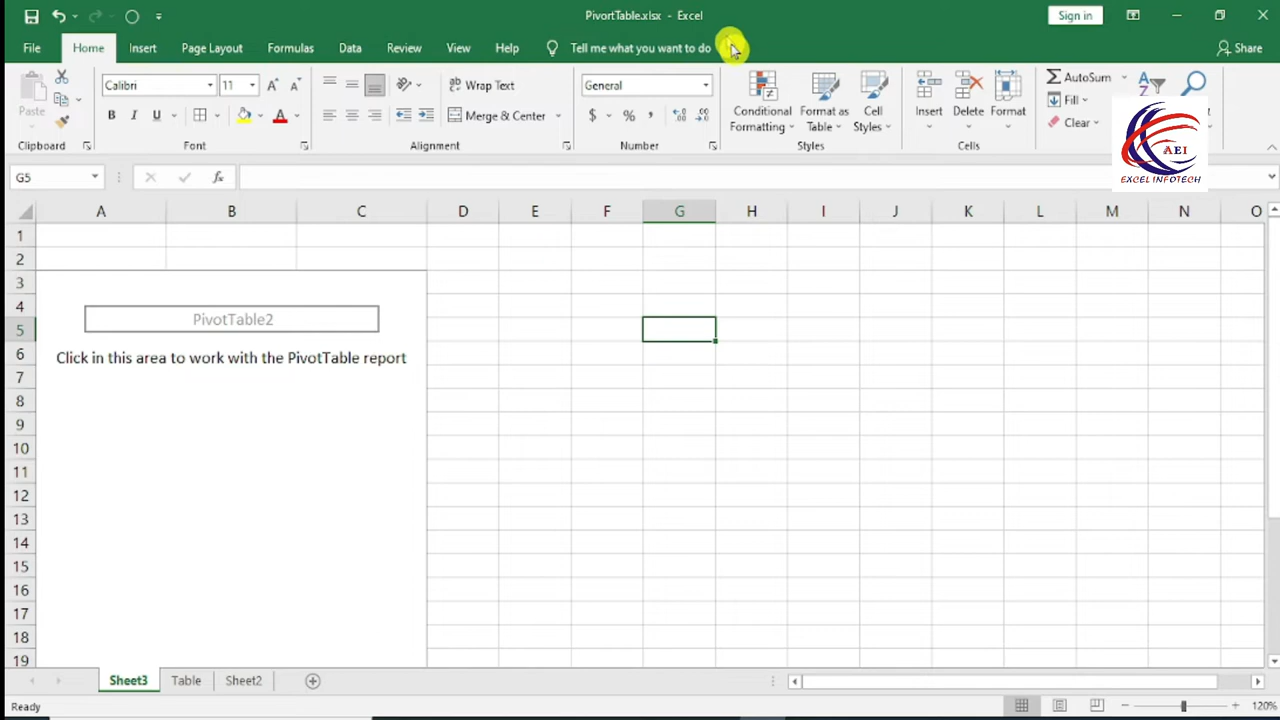 PivortTable.xlsx - Excel
Sign in
File Home Insert Page Layout Formulas Data Review View Help Tell me what you want to do Share
Paste
Calibri 11
B I U A
Wrap Text
Merge & Center
General
$ % ,
Conditional Formatting
Format as Table
Cell Styles
Insert
Delete
Format
AutoSum
Fill
Clear
AEI
EXCEL INFOTECH
Clipboard Font Alignment Number Styles Cells
G5
fx
A B C D E F G H I J K L M N O
1
2
3
4
PivotTable2
5
6
Click in this area to work with the PivotTable report
7
8
9
10
11
12
13
14
15
16
17
18
19
Sheet3 Table Sheet2
Ready
120%